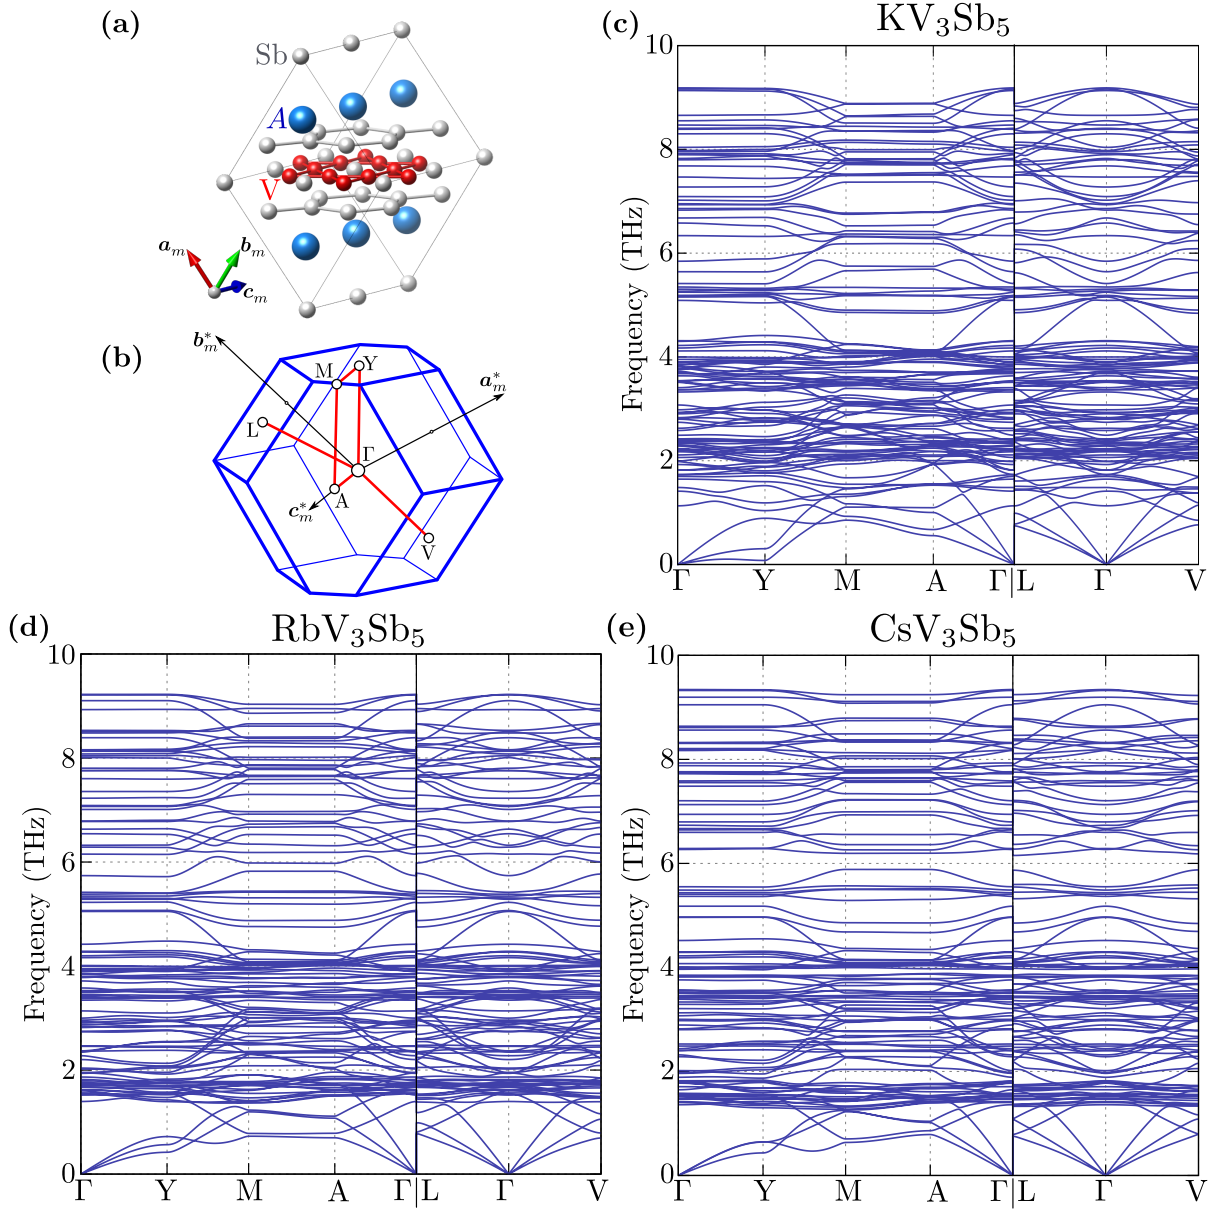 (a)
Sb
A
V
a_m
b_m
c_m
(b)
b*_m
a*_m
c*_m
M
Y
L
Γ
A
V
(c)
KV₃Sb₅
Frequency (THz)
10
8
6
4
2
0
Γ Y M A Γ|L Γ V
(d)
RbV₃Sb₅
Frequency (THz)
10
8
6
4
2
0
Γ Y M A Γ|L Γ V
(e)
CsV₃Sb₅
Frequency (THz)
10
8
6
4
2
0
Γ Y M A Γ|L Γ V